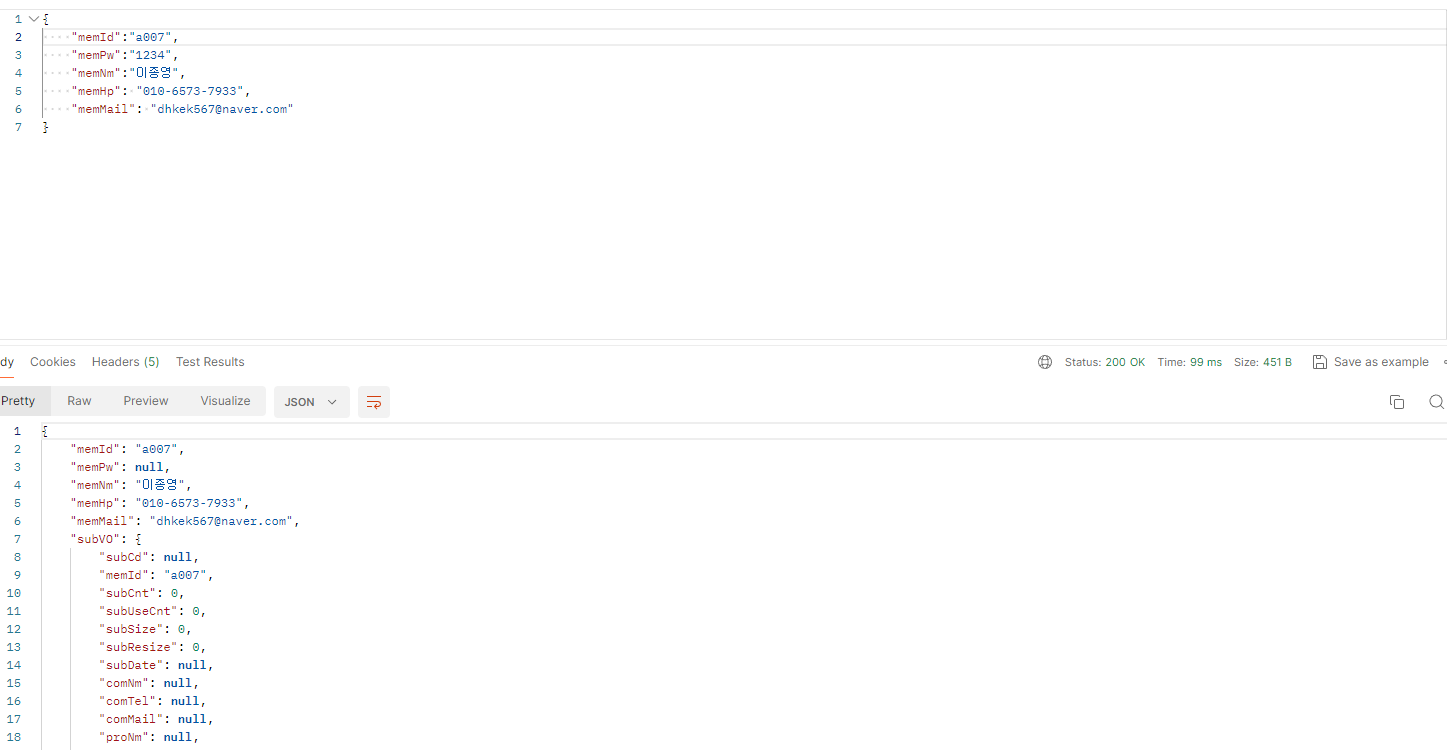 1 {
2 "memId":"a007",
3 "memPw":"1234",
4 "memNm":"이종영",
5 "memHp": "010-6573-7933",
6 "memMail": "dhkek567@naver.com"
7 }
dy Cookies Headers (5) Test Results Status: 200 OK Time: 99 ms Size: 451 B Save as example
Pretty Raw Preview Visualize JSON
1 {
2 "memId": "a007",
3 "memPw": null,
4 "memNm": "이종영",
5 "memHp": "010-6573-7933",
6 "memMail": "dhkek567@naver.com",
7 "subVO": {
8 "subCd": null,
9 "memId": "a007",
10 "subCnt": 0,
11 "subUseCnt": 0,
12 "subSize": 0,
13 "subResize": 0,
14 "subDate": null,
15 "comNm": null,
16 "comTel": null,
17 "comMail": null,
18 "proNm": null,